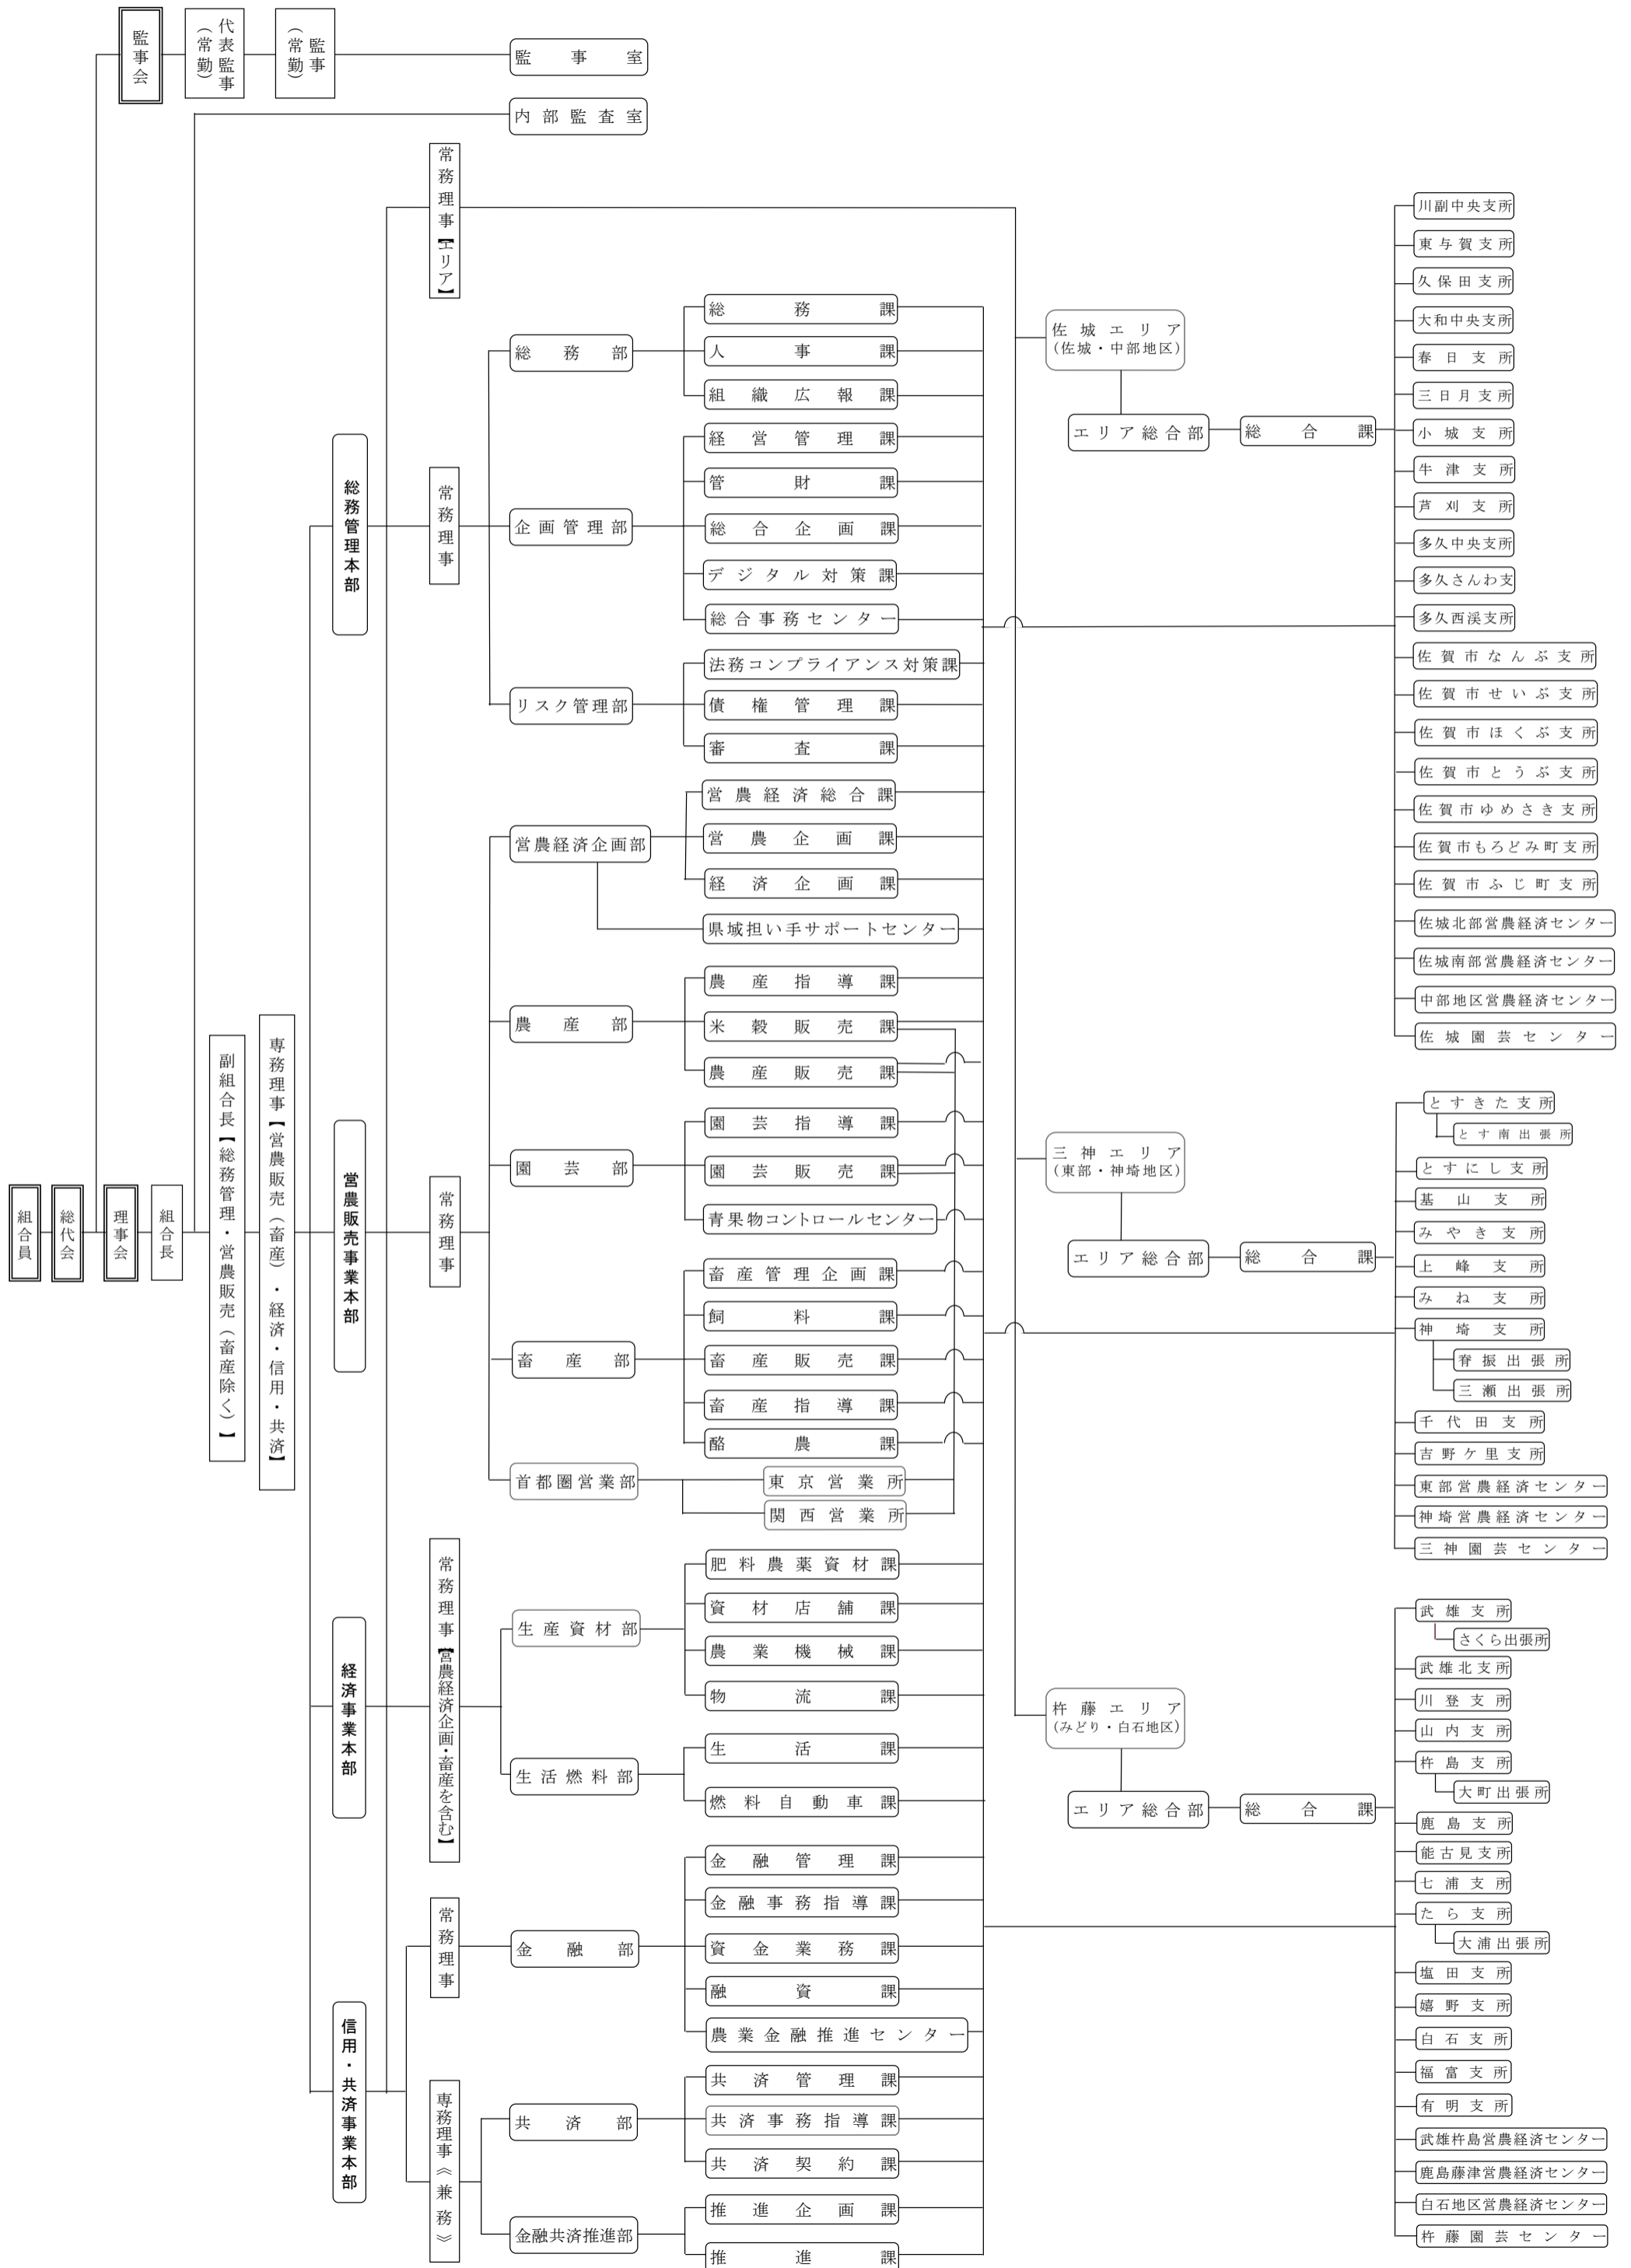 監事会
代表監事
(常勤)
監事
(常勤)
監事室
内部監査室
組合員
総代会
理事会
組合長
副組合長【総務管理・営農販売(畜産除く)】
専務理事【営農販売(畜産)・経済・信用・共済】
常務理事【エリア】
総務管理本部
常務理事
総務部
総務課
人事課
組織広報課
企画管理部
経営管理課
管財課
総合企画課
デジタル対策課
総合事務センター
リスク管理部
法務コンプライアンス対策課
債権管理課
審査課
営農販売事業本部
常務理事
営農経済企画部
営農経済総合課
営農企画課
経済企画課
県域担い手サポートセンター
農産部
農産指導課
米穀販売課
農産販売課
園芸部
園芸指導課
園芸販売課
青果物コントロールセンター
畜産部
畜産管理企画課
飼料課
畜産販売課
畜産指導課
酪農課
首都圏営業部
東京営業所
関西営業所
経済事業本部
常務理事【営農経済企画・畜産を含む】
生産資材部
肥料農薬資材課
資材店舗課
農業機械課
物流課
生活燃料部
生活課
燃料自動車課
信用・共済事業本部
常務理事
金融部
金融管理課
金融事務指導課
資金業務課
融資課
農業金融推進センター
専務理事《兼務》
共済部
共済管理課
共済事務指導課
共済契約課
金融共済推進部
推進企画課
推進課
佐城エリア
(佐城・中部地区)
エリア総合部
総合課
川副中央支所
東与賀支所
久保田支所
大和中央支所
春日支所
三日月支所
小城支所
牛津支所
芦刈支所
多久中央支所
多久さんわ支
多久西渓支所
佐賀市なんぶ支所
佐賀市せいぶ支所
佐賀市ほくぶ支所
佐賀市とうぶ支所
佐賀市ゆめさき支所
佐賀市もろどみ町支所
佐賀市ふじ町支所
佐城北部営農経済センター
佐城南部営農経済センター
中部地区営農経済センター
佐城園芸センター
三神エリア
(東部・神埼地区)
エリア総合部
総合課
とすきた支所
とす南出張所
とすにし支所
基山支所
みやき支所
上峰支所
みね支所
神埼支所
脊振出張所
三瀬出張所
千代田支所
吉野ケ里支所
東部営農経済センター
神埼営農経済センター
三神園芸センター
杵藤エリア
(みどり・白石地区)
エリア総合部
総合課
武雄支所
さくら出張所
武雄北支所
川登支所
山内支所
杵島支所
大町出張所
鹿島支所
能古見支所
七浦支所
たら支所
大浦出張所
塩田支所
嬉野支所
白石支所
福富支所
有明支所
武雄杵島営農経済センター
鹿島藤津営農経済センター
白石地区営農経済センター
杵藤園芸センター